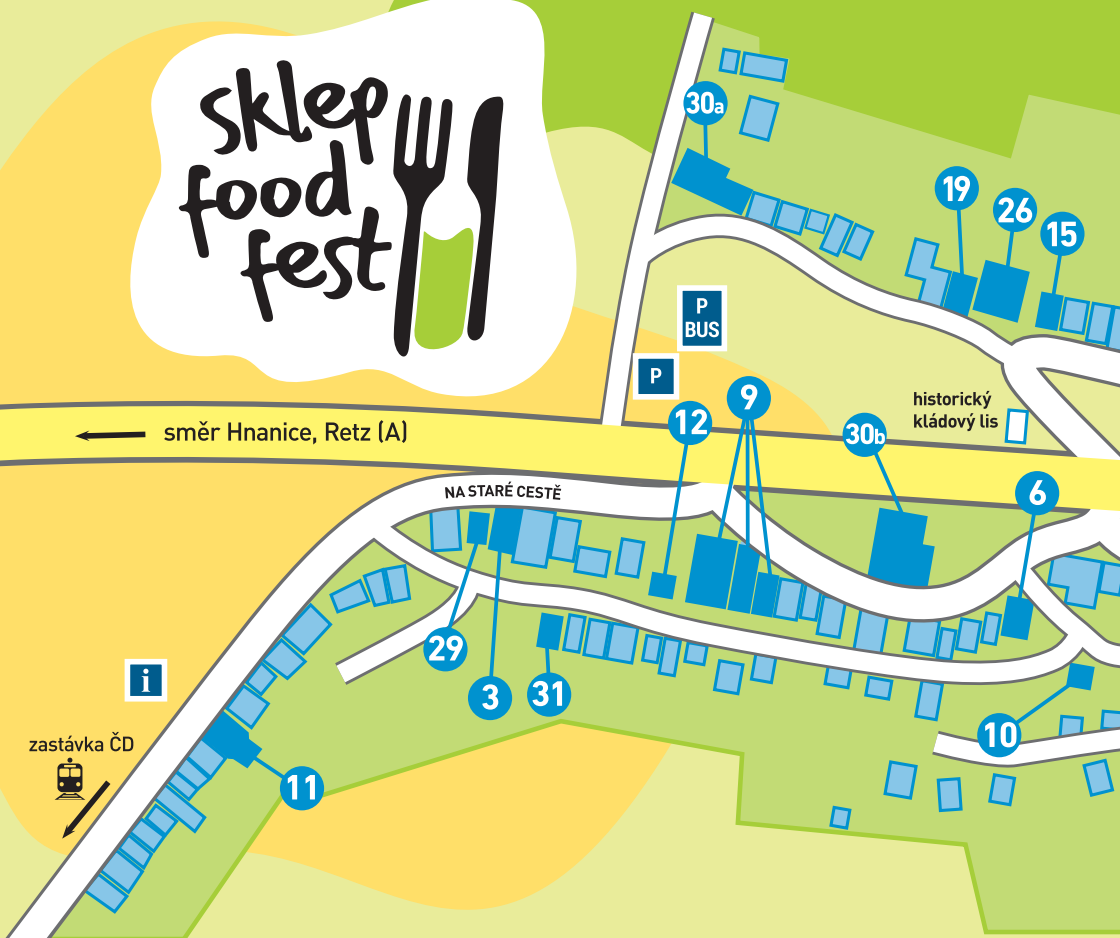 sklep
food
fest
30a
19
26
15
P
BUS
P
historický
kládový lis
9
12
30b
směr Hnanice, Retz (A)
6
NA STARÉ CESTĚ
29
3
31
i
10
zastávka ČD
11